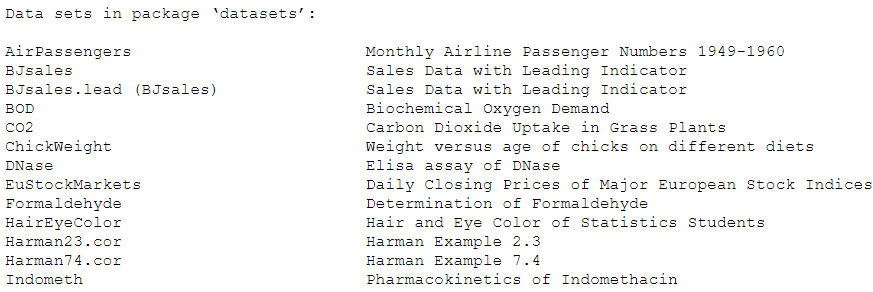 Data sets in package ‘datasets’:
AirPassengers Monthly Airline Passenger Numbers 1949-1960
BJsales Sales Data with Leading Indicator
BJsales.lead (BJsales) Sales Data with Leading Indicator
BOD Biochemical Oxygen Demand
CO2 Carbon Dioxide Uptake in Grass Plants
ChickWeight Weight versus age of chicks on different diets
DNase Elisa assay of DNase
EuStockMarkets Daily Closing Prices of Major European Stock Indices
Formaldehyde Determination of Formaldehyde
HairEyeColor Hair and Eye Color of Statistics Students
Harman23.cor Harman Example 2.3
Harman74.cor Harman Example 7.4
Indometh Pharmacokinetics of Indomethacin